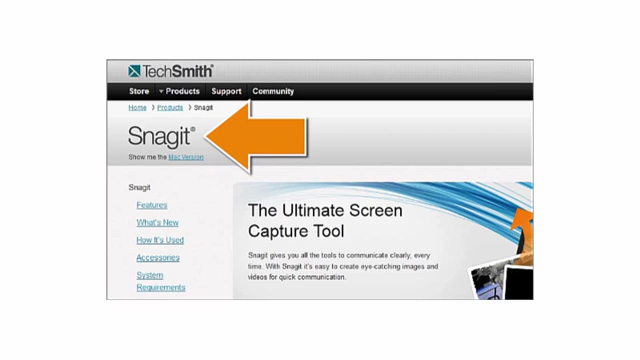 TechSmith®
Store Products Support Community
Home > Products > Snagit
Snagit®
Show me the Mac Version
Snagit
Features
What's New
How It's Used
Accessories
System
Requirements
The Ultimate Screen
Capture Tool
Snagit gives you all the tools to communicate clearly, every
time. With Snagit it's easy to create eye-catching images and
videos for quick communication.